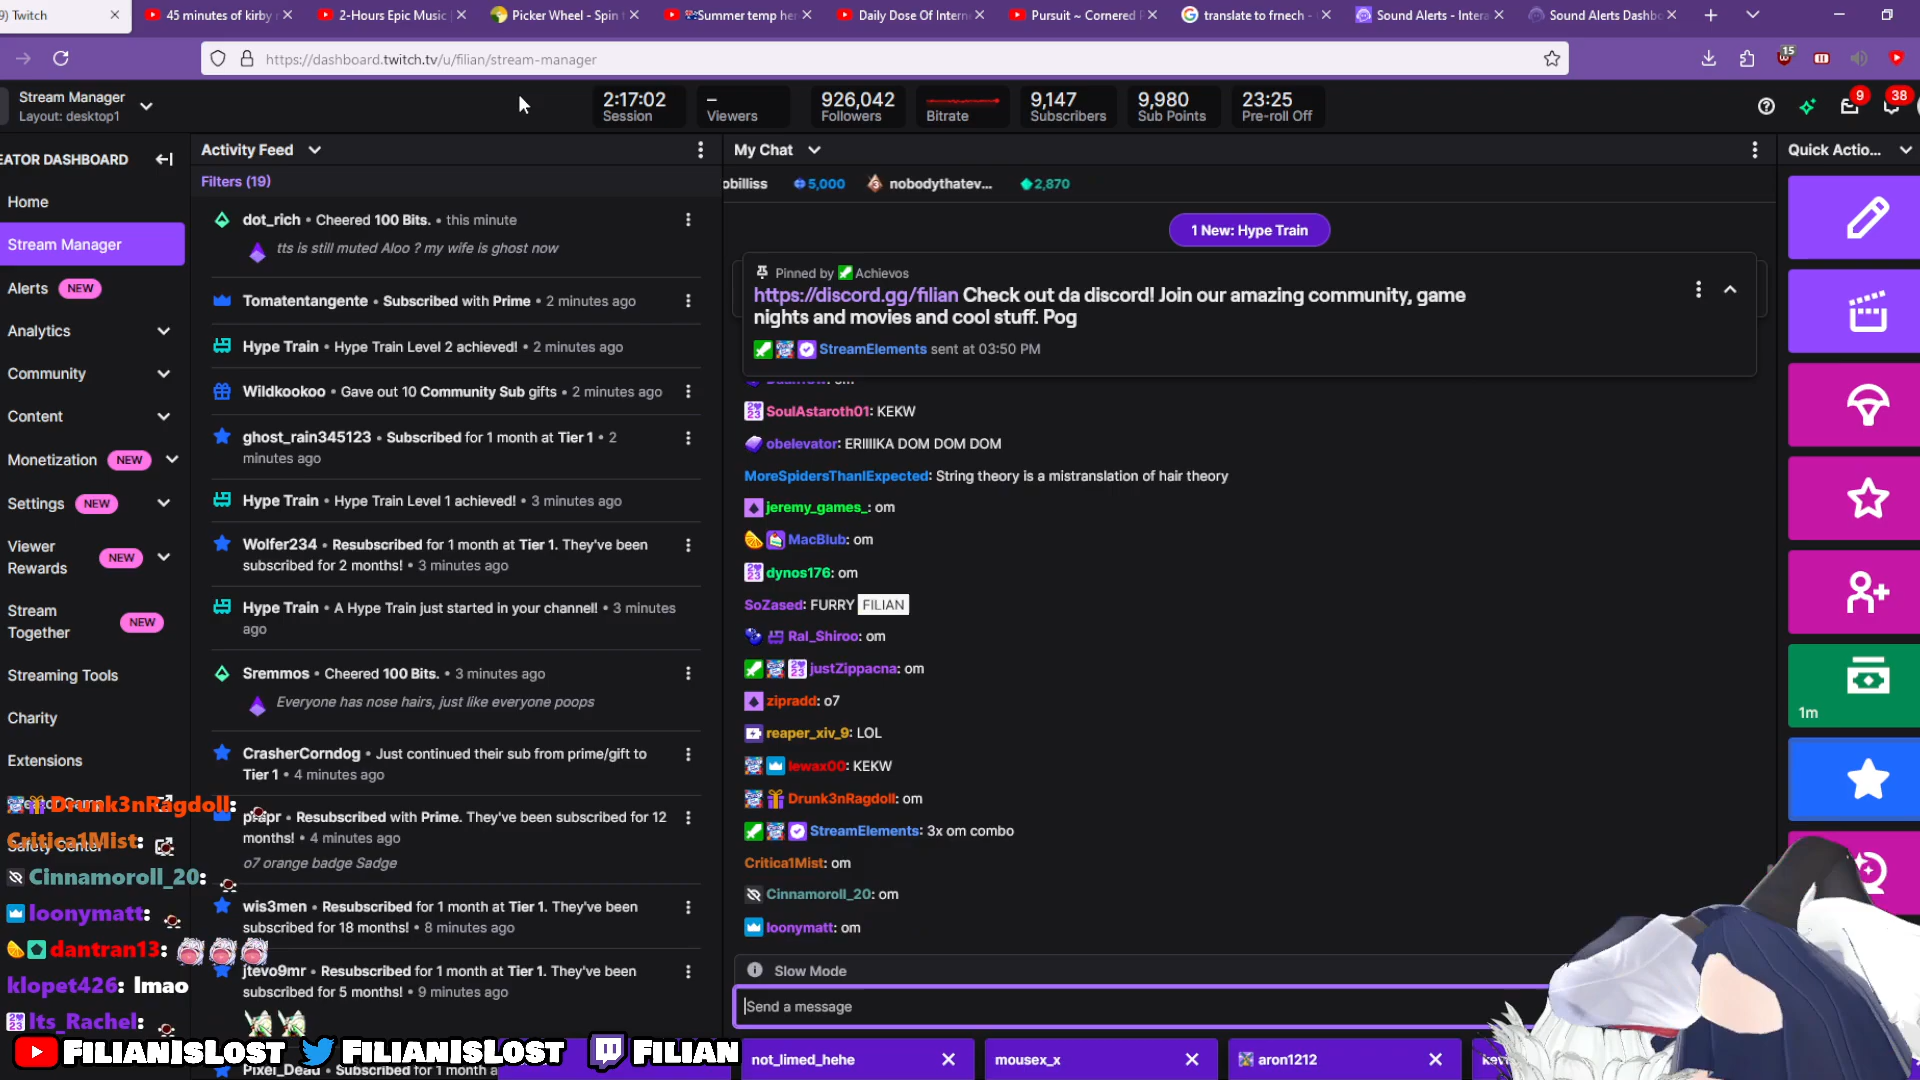 ) Twitch
45 minutes of kirby
2-Hours Epic Music
Picker Wheel - Spin
Summer temp he
Daily Dose Of Intern
Pursuit ~ Cornered
translate to frnech -
Sound Alerts - Intera
Sound Alerts Dashbo
https://dashboard.twitch.tv/u/filian/stream-manager
15
Stream Manager
Layout: desktop1
2:17:02
Session
–
Viewers
926,042
Followers
Bitrate
9,147
Subscribers
9,980
Sub Points
23:25
Pre-roll Off
9
38
EATOR DASHBOARD
Home
Stream Manager
Alerts NEW
Analytics
Community
Content
Monetization NEW
Settings NEW
Viewer
Rewards NEW
Stream
Together NEW
Streaming Tools
Charity
Extensions
Activity Feed
Filters (19)
dot_rich • Cheered 100 Bits. • this minute
tts is still muted Aloo ? my wife is ghost now
Tomatentangente • Subscribed with Prime • 2 minutes ago
Hype Train • Hype Train Level 2 achieved! • 2 minutes ago
Wildkookoo • Gave out 10 Community Sub gifts • 2 minutes ago
ghost_rain345123 • Subscribed for 1 month at Tier 1 • 2
minutes ago
Hype Train • Hype Train Level 1 achieved! • 3 minutes ago
Wolfer234 • Resubscribed for 1 month at Tier 1. They've been
subscribed for 2 months! • 3 minutes ago
Hype Train • A Hype Train just started in your channel! • 3 minutes
ago
Sremmos • Cheered 100 Bits. • 3 minutes ago
Everyone has nose hairs, just like everyone poops
CrasherCorndog • Just continued their sub from prime/gift to
Tier 1 • 4 minutes ago
• Resubscribed with Prime. They've been subscribed for 12
months! • 4 minutes ago
o7 orange badge Sadge
wis3men • Resubscribed for 1 month at Tier 1. They've been
subscribed for 18 months! • 8 minutes ago
jtevo9mr • Resubscribed for 1 month at Tier 1. They've been
subscribed for 5 months! • 9 minutes ago
Pixel_Dead • Subscribed for 1 month a
My Chat
obilliss 5,000
nobodythatev... 2,870
1 New: Hype Train
Pinned by Achievos
https://discord.gg/filian Check out da discord! Join our amazing community, game
nights and movies and cool stuff. Pog
StreamElements sent at 03:50 PM
SoulAstaroth01: KEKW
obelevator: ERIIIIKA DOM DOM DOM
MoreSpidersThanIExpected: String theory is a mistranslation of hair theory
jeremy_games_: om
MacBlub: om
dynos176: om
SoZased: FURRY FILIAN
Ral_Shiroo: om
justZippacna: om
zipradd: o7
reaper_xiv_9: LOL
lewax00: KEKW
Drunk3nRagdoll: om
StreamElements: 3x om combo
Critica1Mist: om
Cinnamoroll_20: om
loonymatt: om
Slow Mode
Send a message
not_limed_hehe
mousex_x
aron1212
Quick Actio...
1m
Drunk3nRagdoll:
Critica1Mist:
Cinnamoroll_20:
loonymatt:
dantran13:
klopet426: lmao
Its_Rachel:
FILIANISLOST
FILIANISLOST
FILIAN